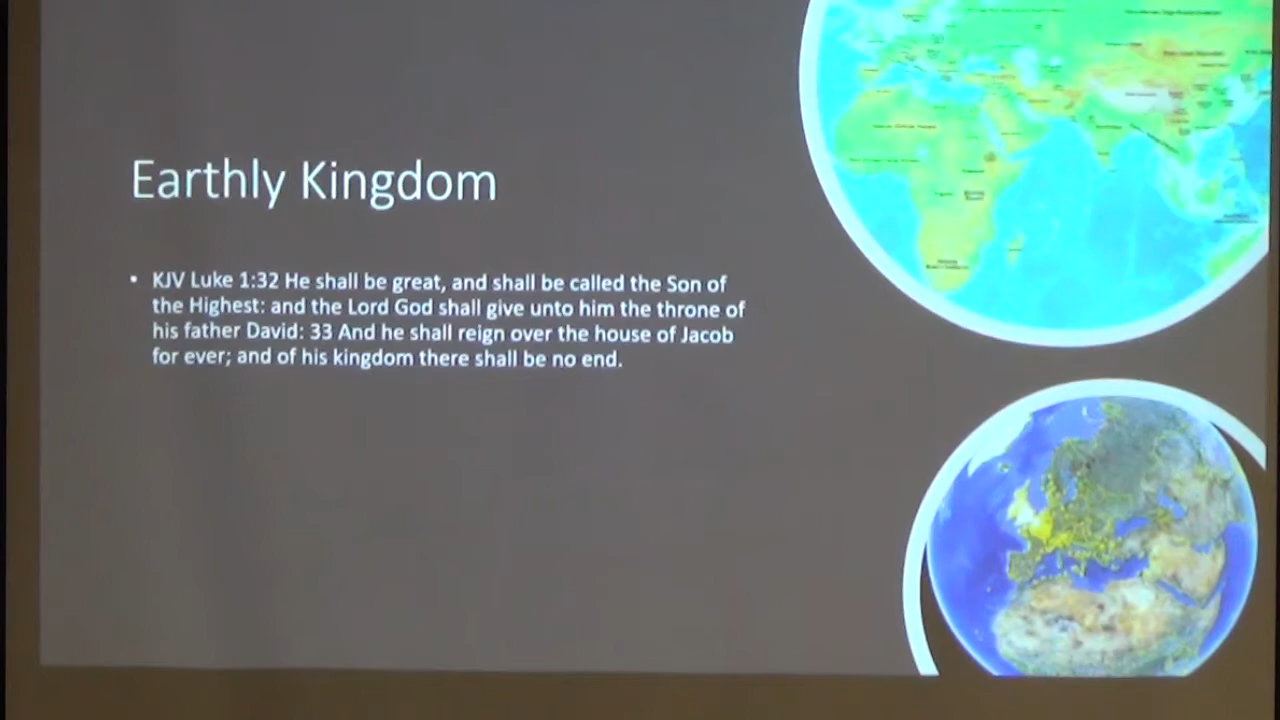 Earthly Kingdom
• KJV Luke 1:32 He shall be great, and shall be called the Son of
the Highest: and the Lord God shall give unto him the throne of
his father David: 33 And he shall reign over the house of Jacob
for ever; and of his kingdom there shall be no end.